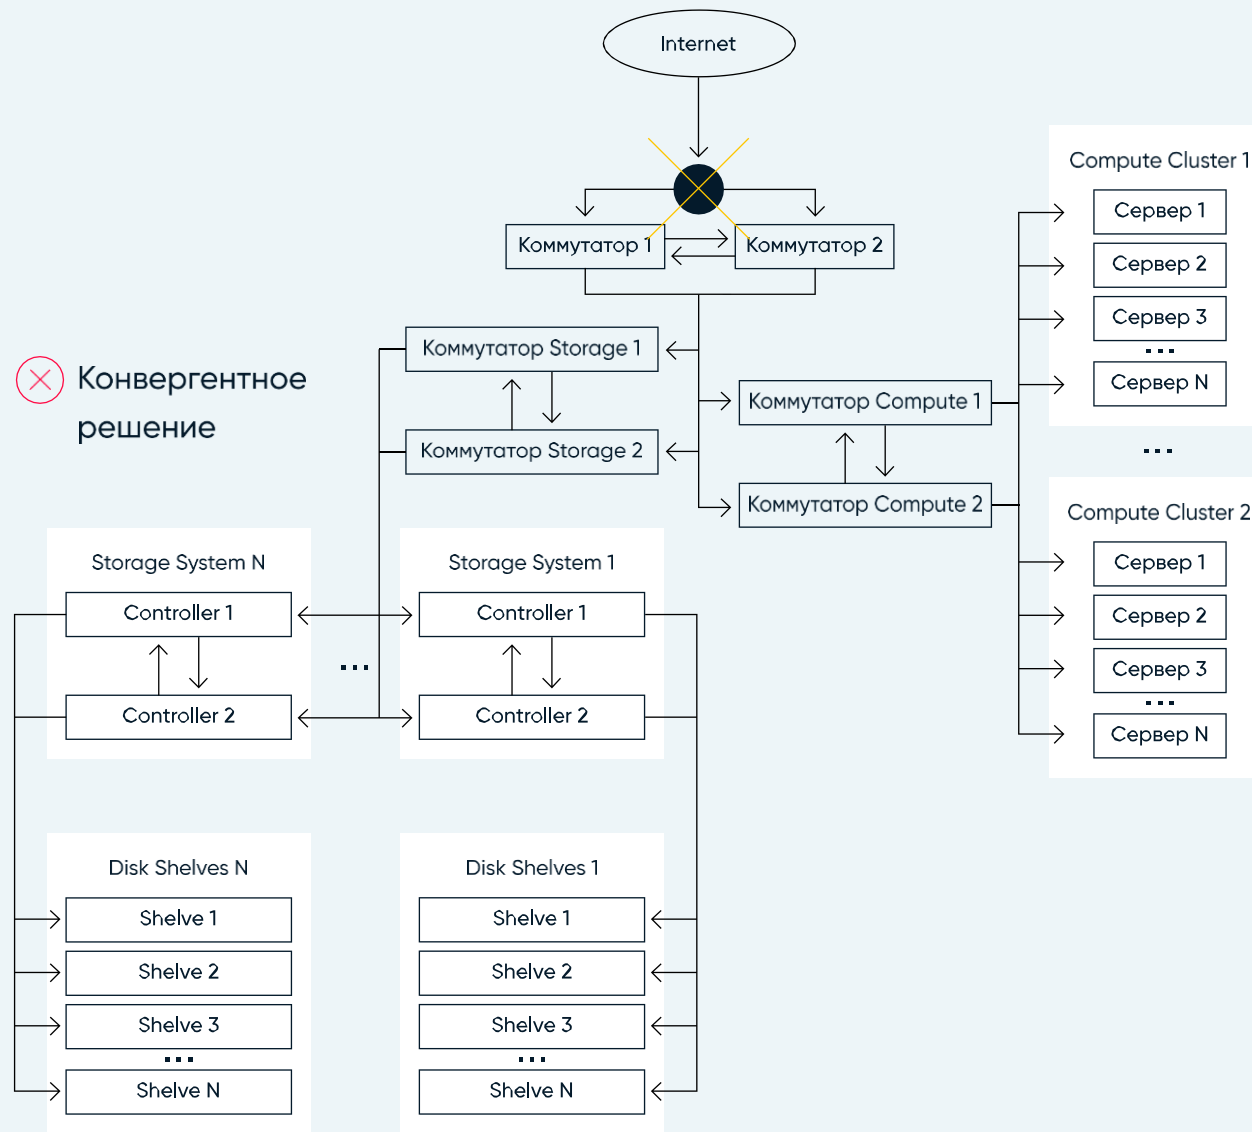 Internet
Коммутатор 1
Коммутатор 2
Конвергентное
решение
Коммутатор Storage 1
Коммутатор Storage 2
Коммутатор Compute 1
Коммутатор Compute 2
Compute Cluster 1
Сервер 1
Сервер 2
Сервер 3
...
Сервер N
...
Compute Cluster 2
Сервер 1
Сервер 2
Сервер 3
...
Сервер N
Storage System N
Controller 1
Controller 2
...
Storage System 1
Controller 1
Controller 2
Disk Shelves N
Shelve 1
Shelve 2
Shelve 3
...
Shelve N
Disk Shelves 1
Shelve 1
Shelve 2
Shelve 3
...
Shelve N